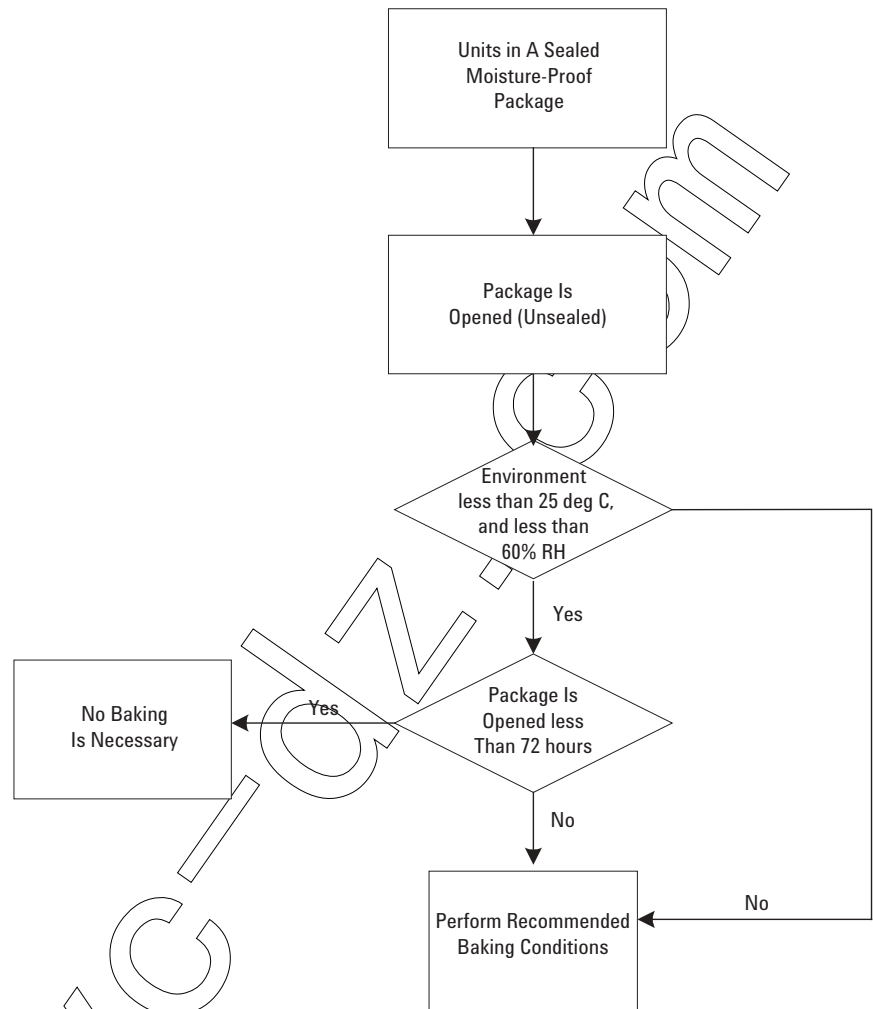 Units in A Sealed
Moisture-Proof
Package
Package Is
Opened (Unsealed)
Environment
less than 25 deg C,
and less than
60% RH
Yes
Package Is
Opened less
Than 72 hours
Yes
No Baking
Is Necessary
No
Perform Recommended
Baking Conditions
No
c-dz.com